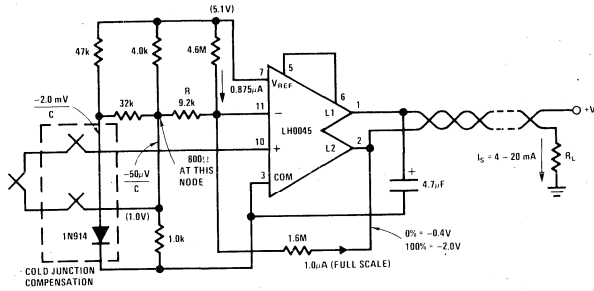 (5.1V)
47k
4.0k
4.6M
5
7
VREF
0.875µA
6
−2.0 mV
C
32k
R
9.2k
11
−
L1
1
+V
LH0045
800Ω
AT THIS
NODE
10
+
L2
2
IS = 4 − 20 mA
RL
−50µV
C
3
COM
+
4.7µF
(1.0V)
1N914
1.0k
1.6M
0% = −0.4V
100% = −2.0V
1.0µA (FULL SCALE)
COLD JUNCTION
COMPENSATION